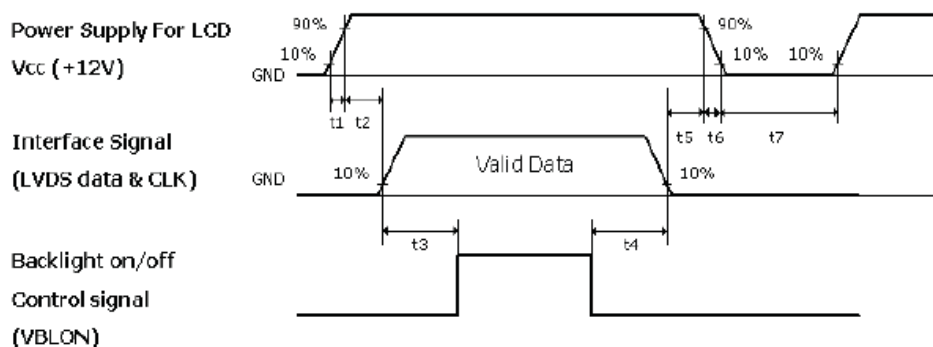 Power Supply For LCD
Vcc (+12V)
90%
10%
GND
90%
10%
10%
t1
t2
t5
t6
t7
Interface Signal
(LVDS data & CLK)
GND
10%
Valid Data
10%
t3
t4
Backlight on/off
Control signal
(VBLON)